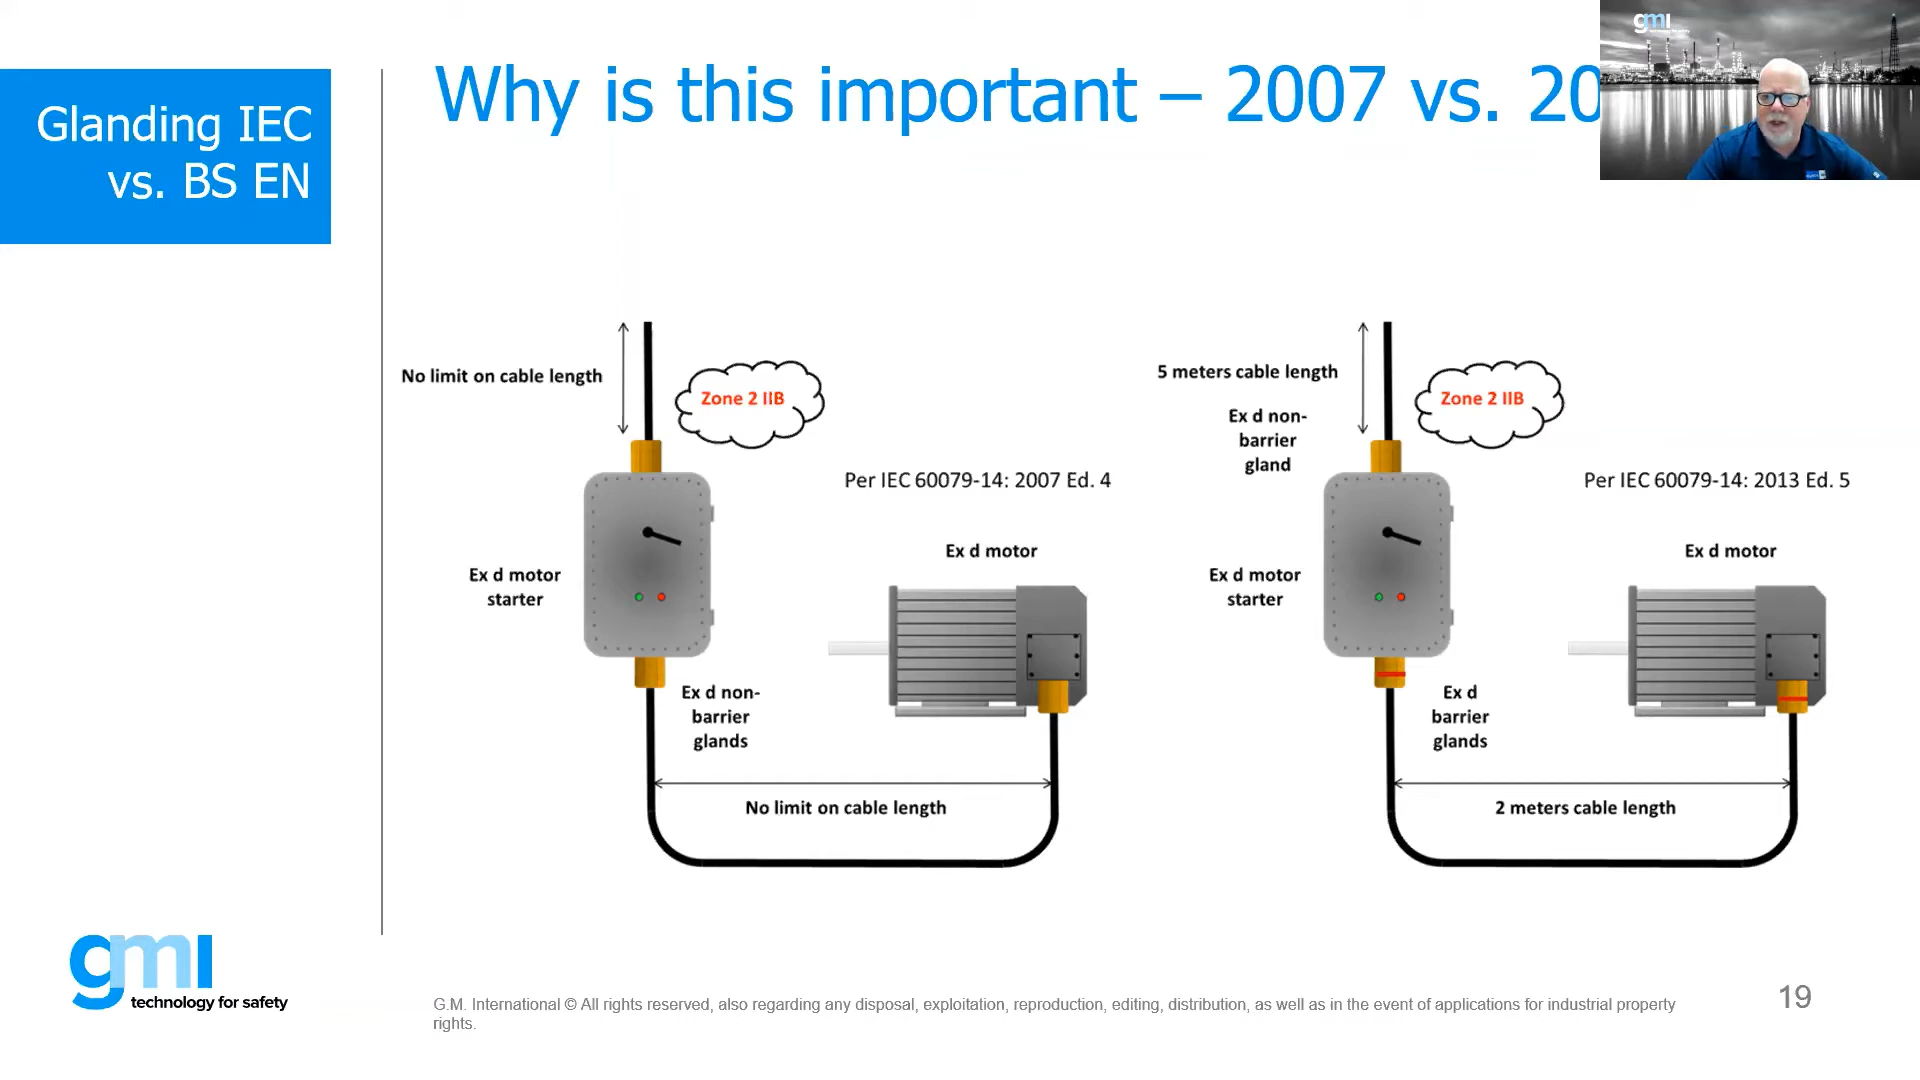 Glanding IEC
vs. BS EN
Why is this important – 2007 vs. 20
gmi
No limit on cable length
Zone 2 IIB
Per IEC 60079-14: 2007 Ed. 4
Ex d motor
Ex d motor
starter
Ex d non-
barrier
glands
No limit on cable length
5 meters cable length
Zone 2 IIB
Ex d non-
barrier
gland
Per IEC 60079-14: 2013 Ed. 5
Ex d motor
Ex d motor
starter
Ex d
barrier
glands
2 meters cable length
gmi
technology for safety
G.M. International © All rights reserved, also regarding any disposal, exploitation, reproduction, editing, distribution, as well as in the event of applications for industrial property
rights.
19